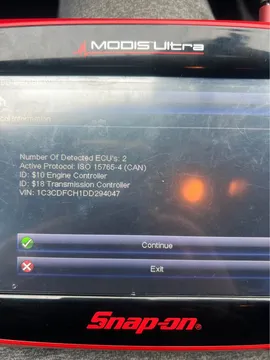 MODIS Ultra
Number Of Detected ECU's: 2
Active Protocol: ISO 15765-4 (CAN)
ID: $10 Engine Controller
ID: $18 Transmission Controller
VIN: 1C3CDFCH1DD294047
Continue
Exit
Snap-on®